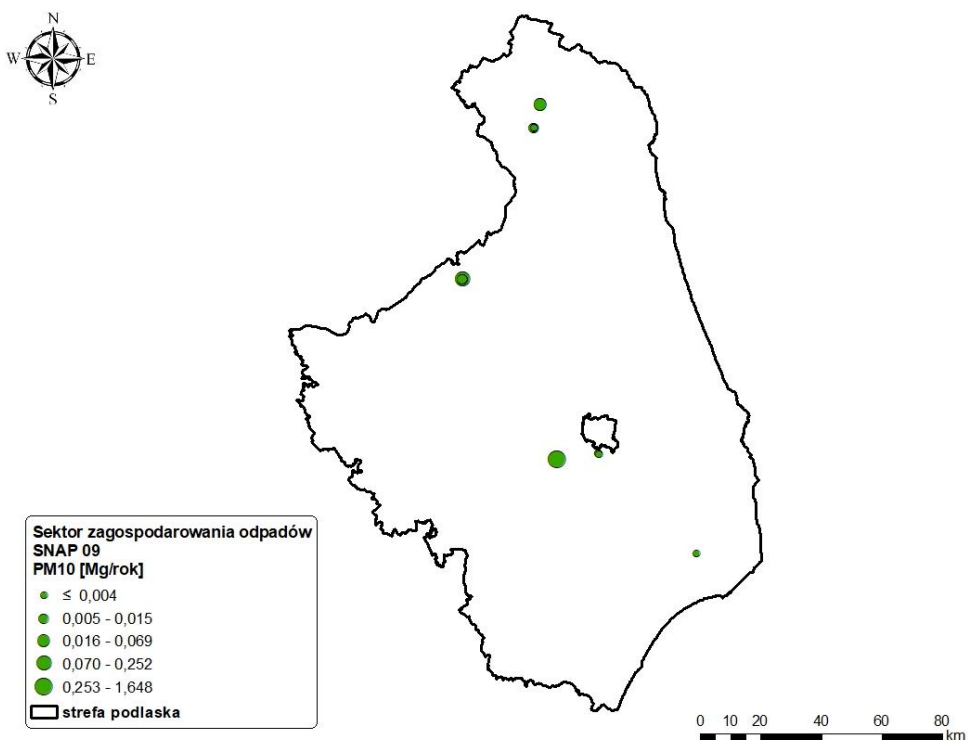 N
W E
S
Sektor zagospodarowania odpadów
SNAP 09
PM10 [Mg/rok]
≤ 0,004
0,005 - 0,015
0,016 - 0,069
0,070 - 0,252
0,253 - 1,648
strefa podlaska
0 10 20 40 60 80
km